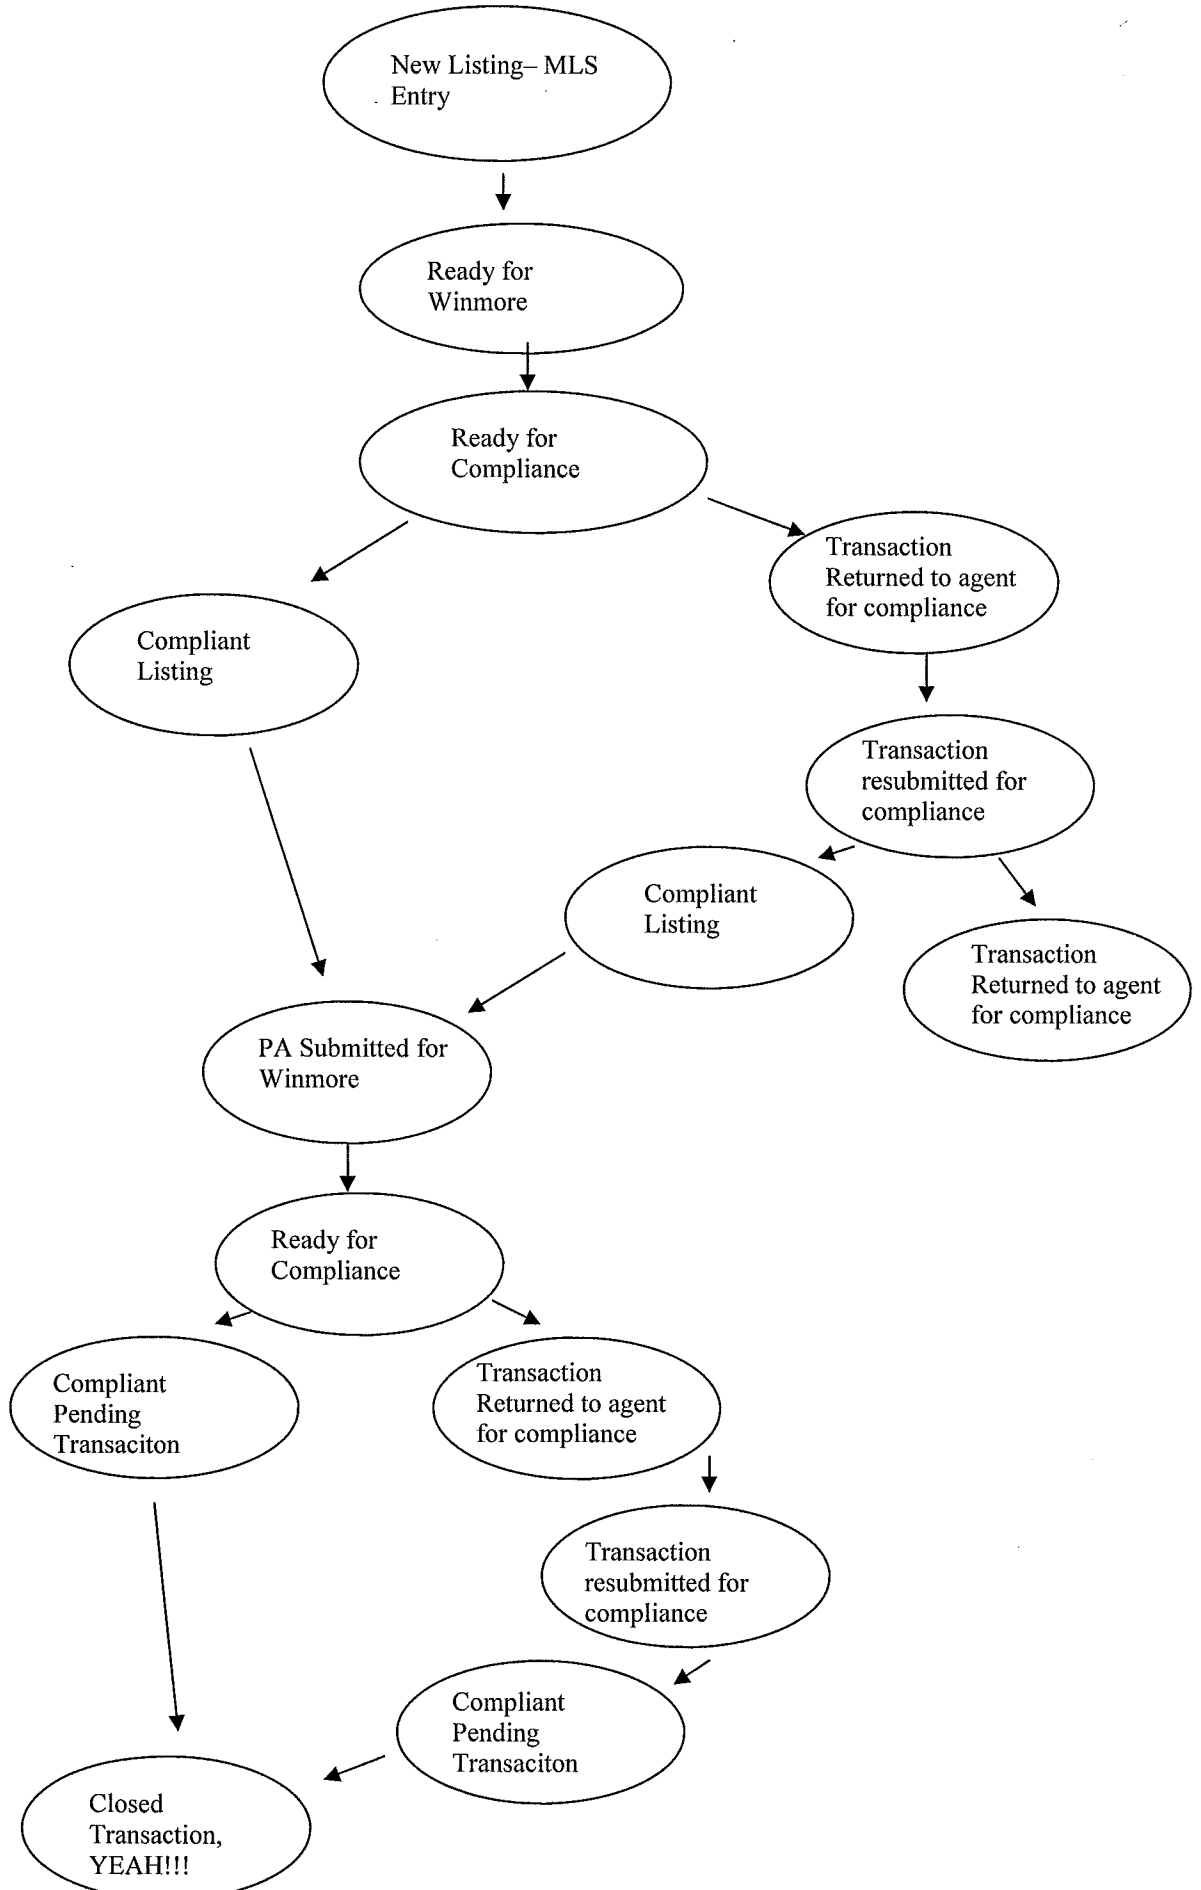 New Listing– MLS
Entry
Ready for
Winmore
Ready for
Compliance
Transaction
Returned to agent
for compliance
Compliant
Listing
Transaction
resubmitted for
compliance
Compliant
Listing
Transaction
Returned to agent
for compliance
PA Submitted for
Winmore
Ready for
Compliance
Compliant
Pending
Transaciton
Transaction
Returned to agent
for compliance
Transaction
resubmitted for
compliance
Compliant
Pending
Transaciton
Closed
Transaction,
YEAH!!!